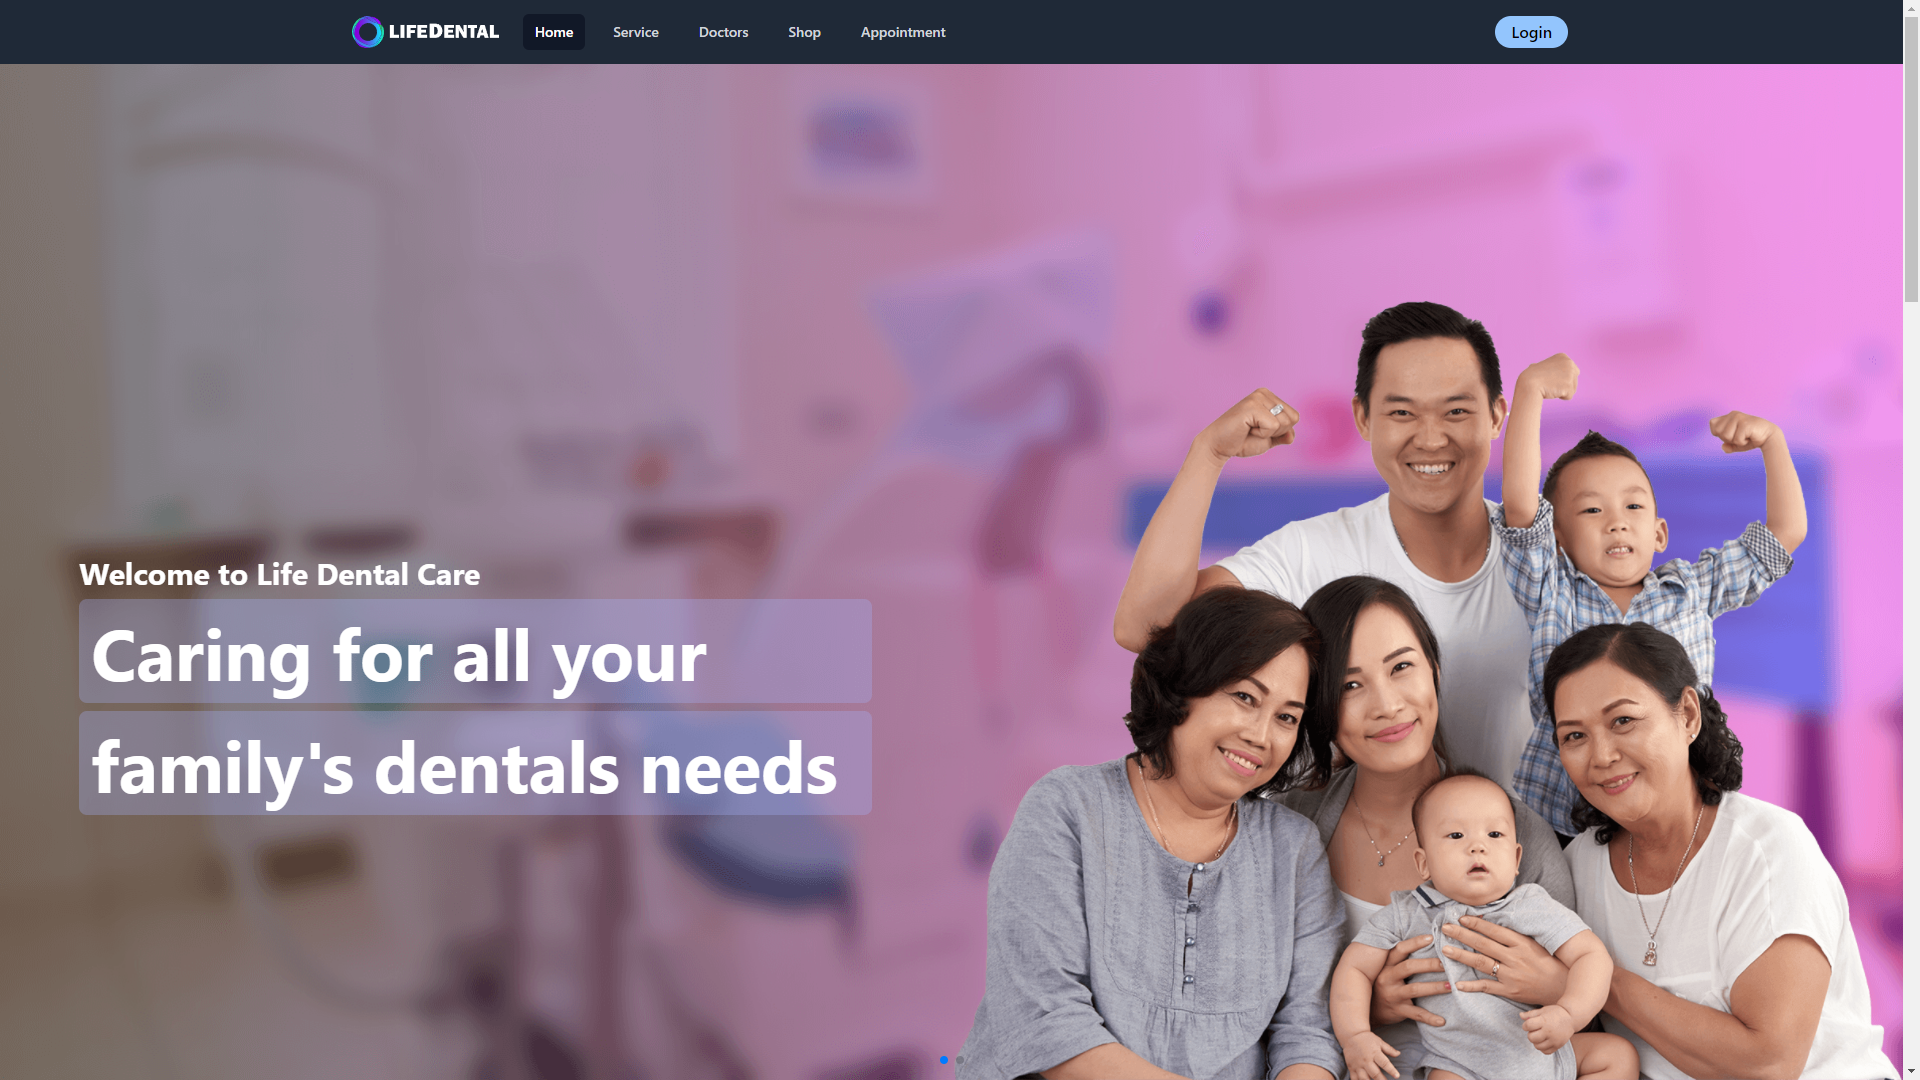 LIFEDENTAL
Home
Service
Doctors
Shop
Appointment
Login
Welcome to Life Dental Care
Caring for all your
family's dentals needs